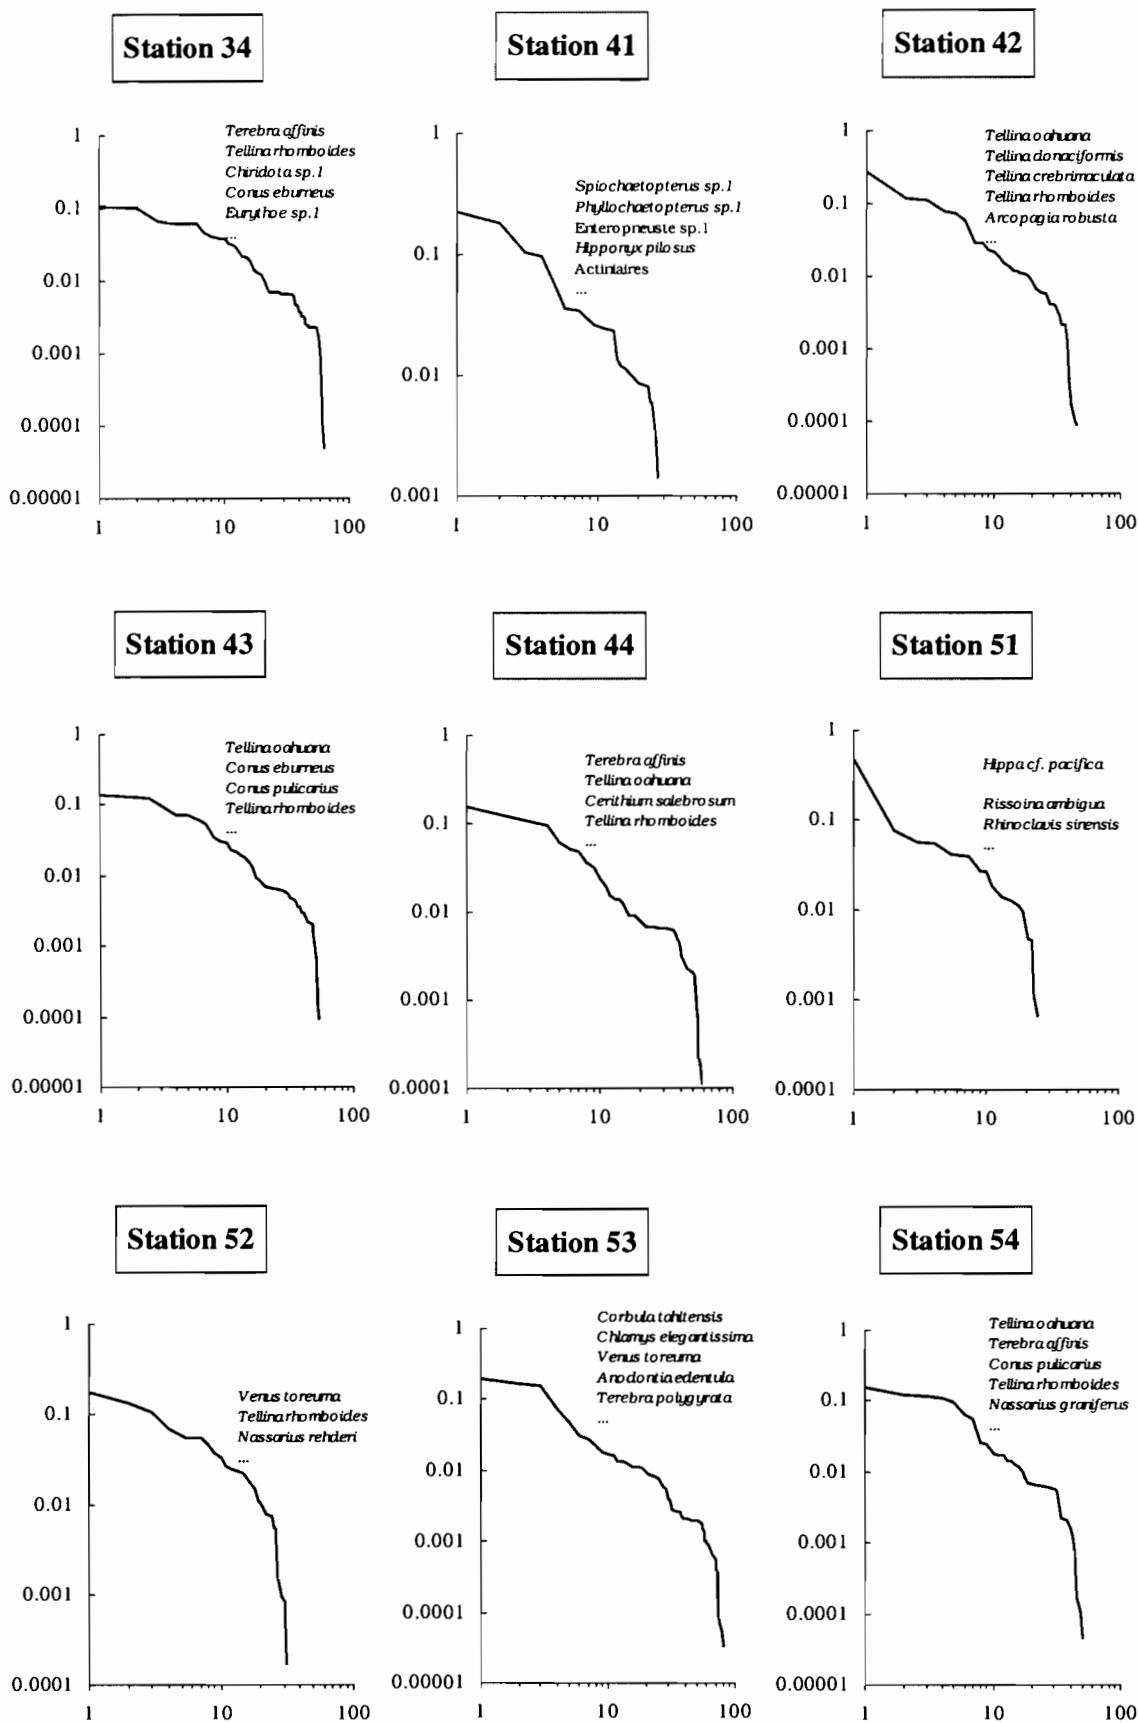 Station 34
Station 41
Station 42
1
0.1
0.01
0.001
0.0001
0.00001
1
10
100
Terebra affinis
Tellina rhomboides
Chiridota sp.1
Conus eburneus
Eurythoe sp.1
...
1
0.1
0.01
0.001
1
10
100
Spiochaetopterus sp.1
Phyllochaetopterus sp.1
Enteropneuste sp.1
Hipponyx pilosus
Actiniaires
...
1
0.1
0.01
0.001
0.0001
0.00001
1
10
100
Tellina oahuana
Tellina donaciformis
Tellina crebrimaculata
Tellina rhomboides
Arcopagia robusta
...
Station 43
Station 44
Station 51
1
0.1
0.01
0.001
0.0001
0.00001
1
10
100
Tellina oahuana
Conus eburneus
Conus pulicarius
Tellina rhomboides
...
1
0.1
0.01
0.001
0.0001
1
10
100
Terebra affinis
Tellina oahuana
Cerithium salebrosum
Tellina rhomboides
...
1
0.1
0.01
0.001
0.0001
1
10
100
Hippa cf. pacifica
Rissoina ambigua
Rhinoclavis sinensis
...
Station 52
Station 53
Station 54
1
0.1
0.01
0.001
0.0001
1
10
100
Venus toreuma
Tellina rhomboides
Nassarius rehderi
...
1
0.1
0.01
0.001
0.0001
0.00001
1
10
100
Corbula tahitensis
Chlamys elegantissima
Venus toreuma
Anodontia edentula
Terebra polygyrata
...
1
0.1
0.01
0.001
0.0001
0.00001
1
10
100
Tellina oahuana
Terebra affinis
Conus pulicarius
Tellina rhomboides
Nassarius graniferus
...